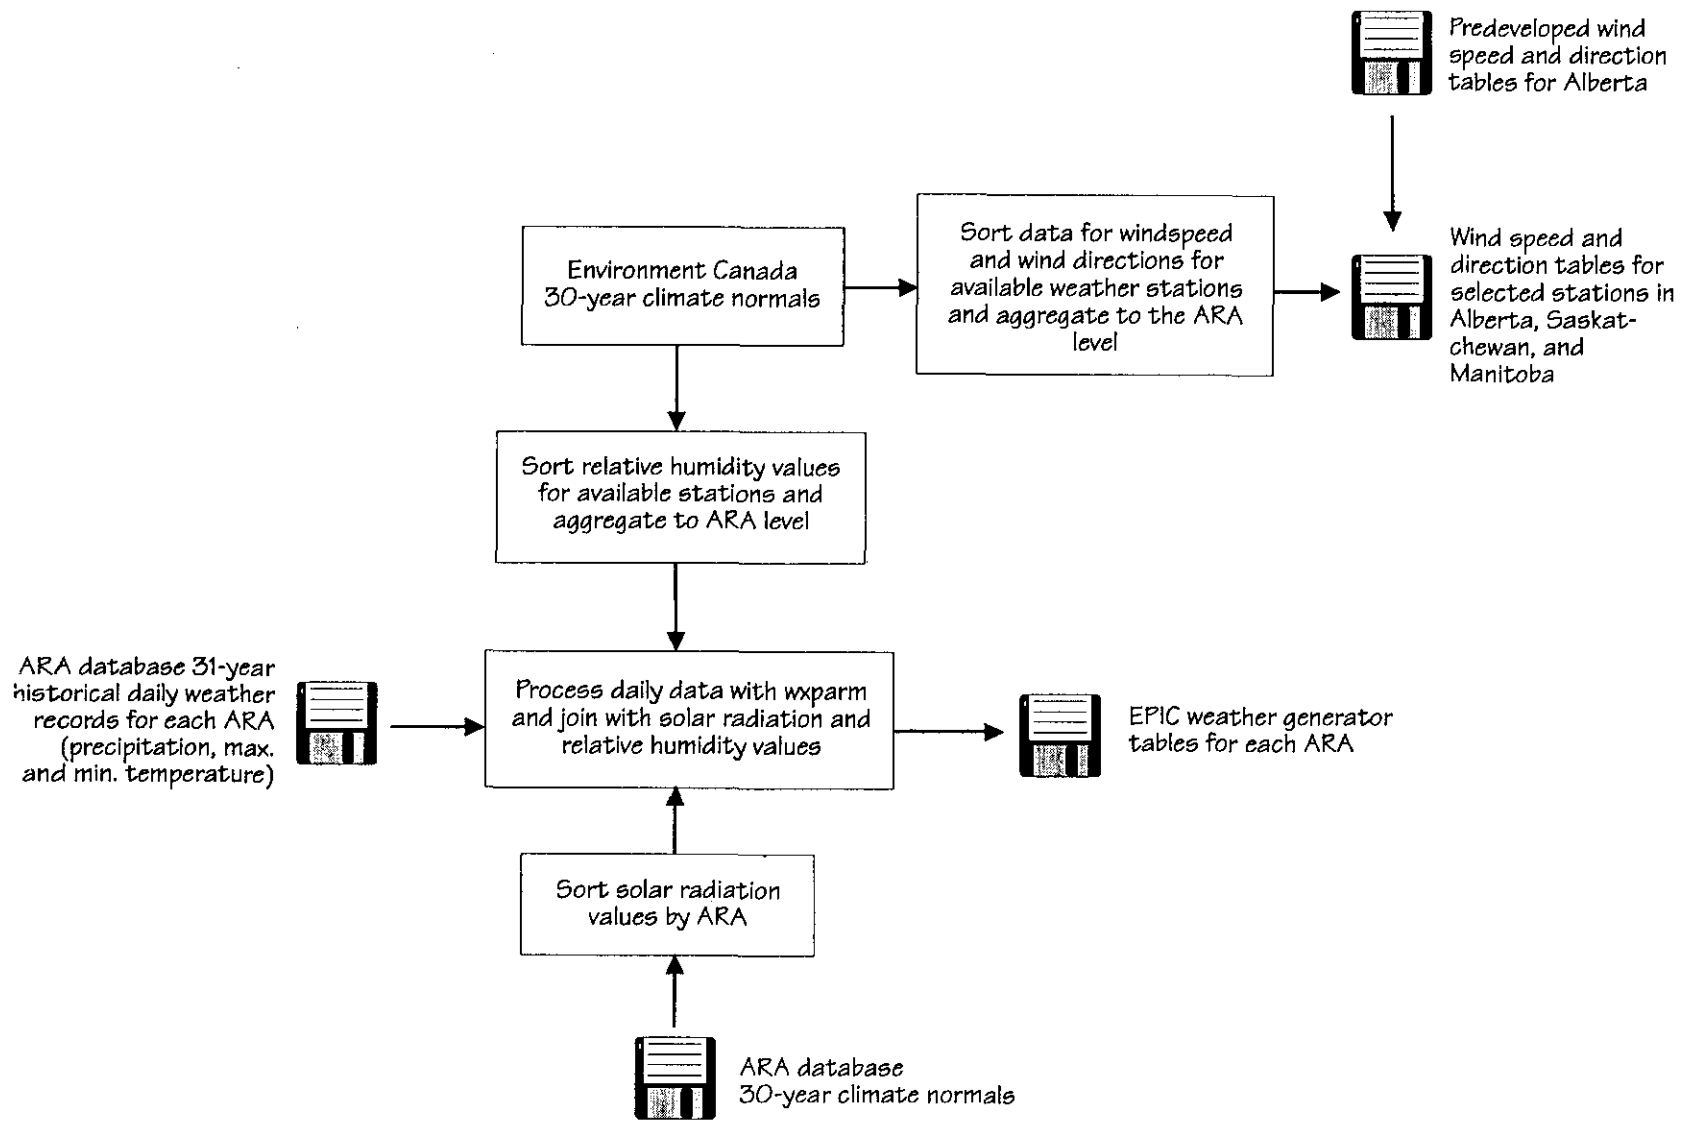 Predeveloped wind
speed and direction
tables for Alberta
Environment Canada
30-year climate normals
Sort data for windspeed
and wind directions for
available weather stations
and aggregate to the ARA
level
Wind speed and
direction tables for
selected stations in
Alberta, Saskat-
chewan, and
Manitoba
Sort relative humidity values
for available stations and
aggregate to ARA level
ARA database 31-year
historical daily weather
records for each ARA
(precipitation, max.
and min. temperature)
Process daily data with wxparm
and join with solar radiation and
relative humidity values
EPIC weather generator
tables for each ARA
Sort solar radiation
values by ARA
ARA database
30-year climate normals